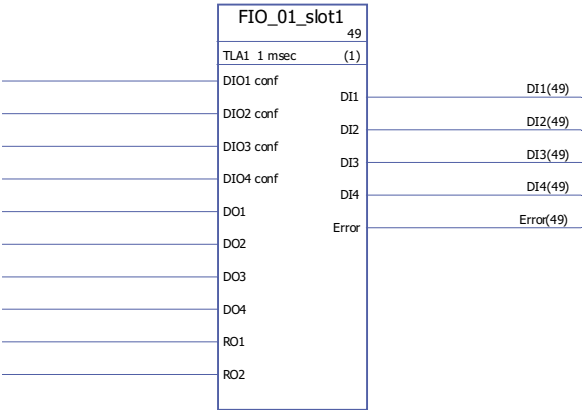 FIO_01_slot1
49
TLA1 1 msec (1)
DIO1 conf
DI1 DI1(49)
DIO2 conf
DI2 DI2(49)
DIO3 conf
DI3 DI3(49)
DIO4 conf
DI4 DI4(49)
DO1
Error Error(49)
DO2
DO3
DO4
RO1
RO2